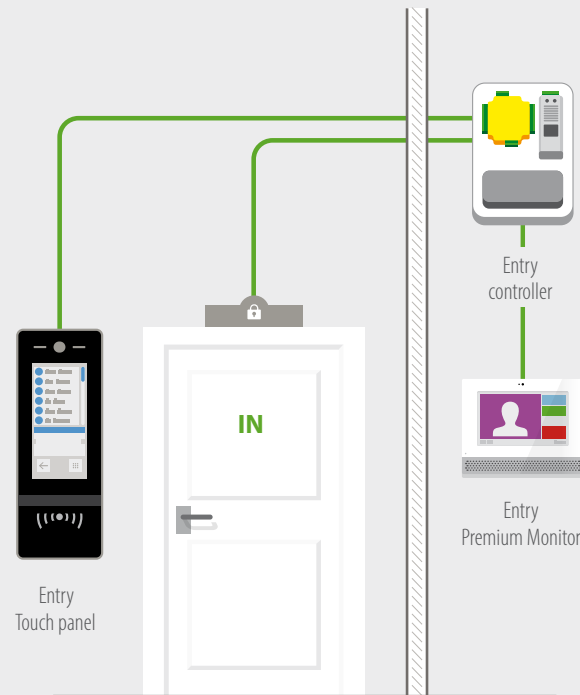 Entry
controller
IN
Entry
Premium Monitor
Entry
Touch panel